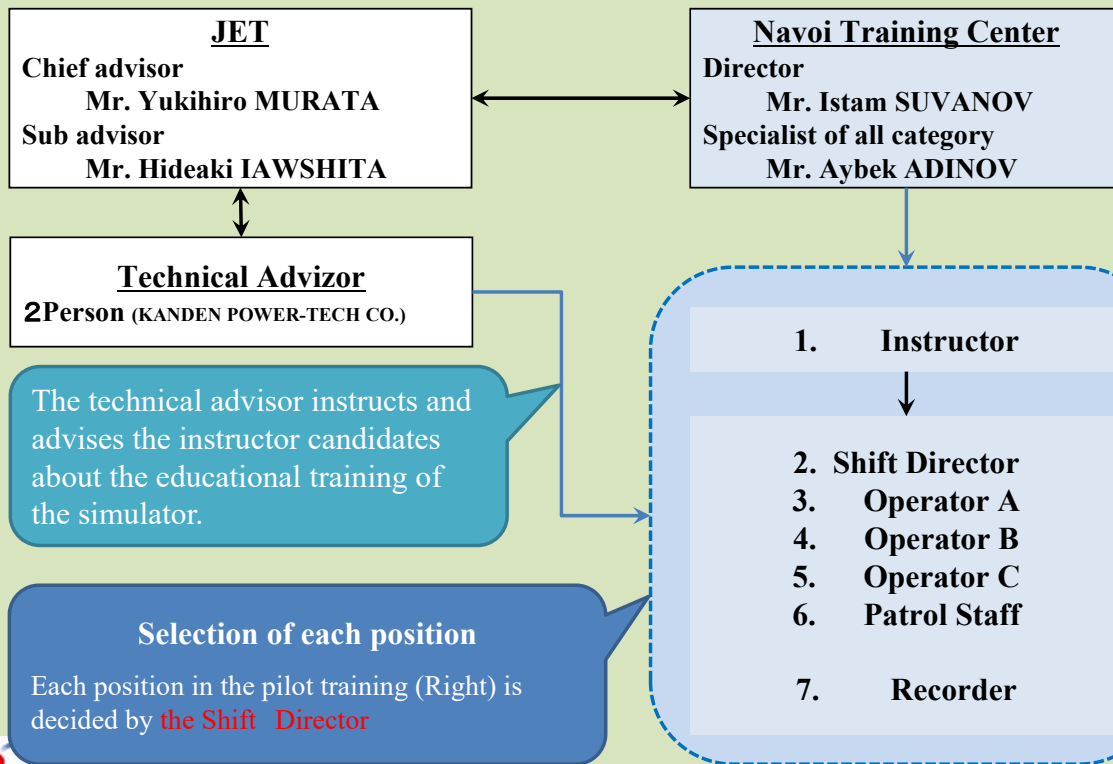 JET
Chief advisor
Mr. Yukihiro MURATA
Sub advisor
Mr. Hideaki IAWSHITA
Navoi Training Center
Director
Mr. Istam SUVANOV
Specialist of all category
Mr. Aybek ADINOV
Technical Advizor
2Person (KANDEN POWER-TECH CO.)
The technical advisor instructs and
advises the instructor candidates
about the educational training of
the simulator.
Selection of each position
Each position in the pilot training (Right) is
decided by the Shift Director
1. Instructor
2. Shift Director
3. Operator A
4. Operator B
5. Operator C
6. Patrol Staff
7. Recorder